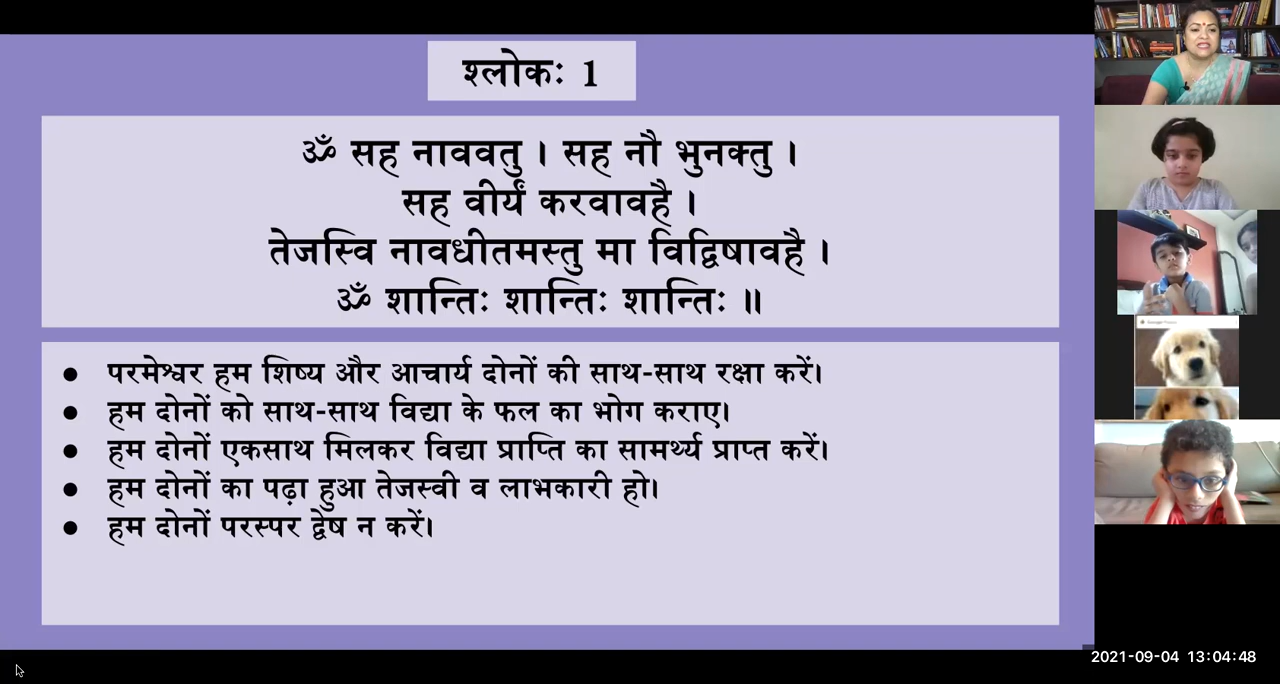 श्लोकः 1
ॐ सह नाववतु । सह नौ भुनक्तु ।
सह वीर्यं करवावहै ।
तेजस्वि नावधीतमस्तु मा विद्विषावहै ।
ॐ शान्तिः शान्तिः शान्तिः ॥
● परमेश्वर हम शिष्य और आचार्य दोनों की साथ-साथ रक्षा करें।
● हम दोनों को साथ-साथ विद्या के फल का भोग कराए।
● हम दोनों एकसाथ मिलकर विद्या प्राप्ति का सामर्थ्य प्राप्त करें।
● हम दोनों का पढ़ा हुआ तेजस्वी व लाभकारी हो।
● हम दोनों परस्पर द्वेष न करें।
2021-09-04 13:04:48